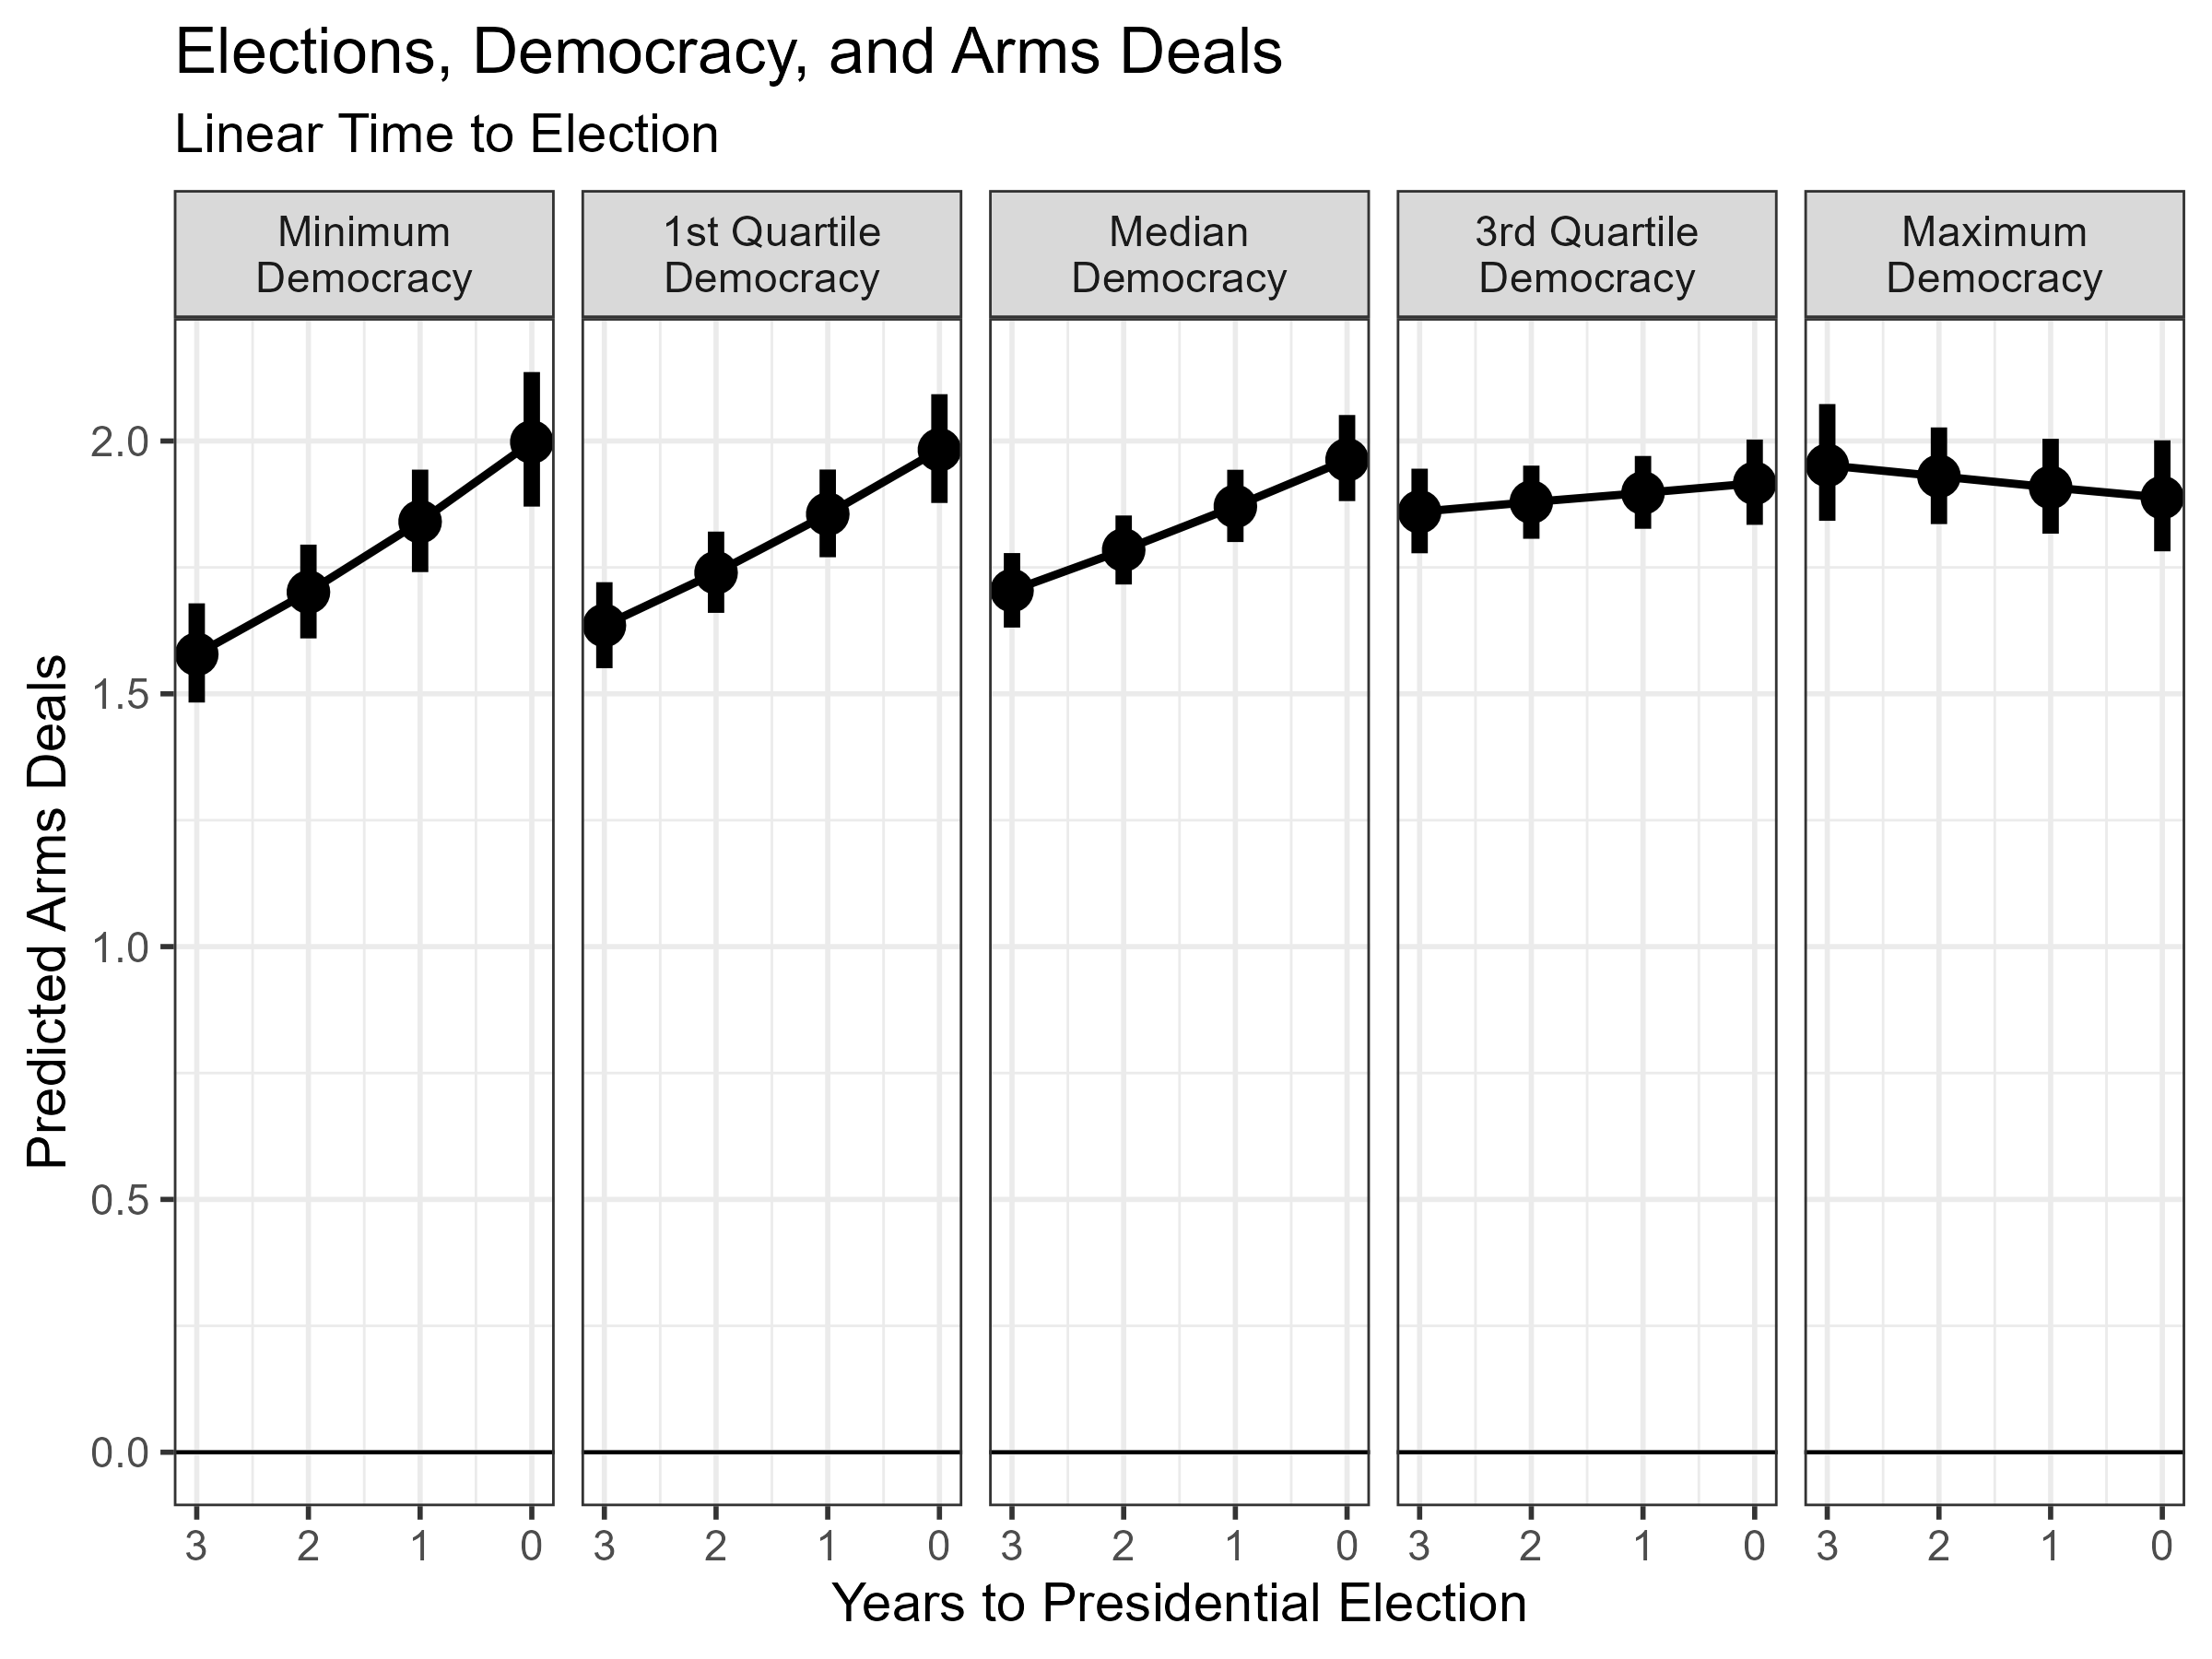 Elections, Democracy, and Arms Deals
Linear Time to Election
Minimum
Democracy
1st Quartile
Democracy
Median
Democracy
3rd Quartile
Democracy
Maximum
Democracy
Predicted Arms Deals
2.0
1.5
1.0
0.5
0.0
3 2 1 0
3 2 1 0
3 2 1 0
3 2 1 0
3 2 1 0
Years to Presidential Election